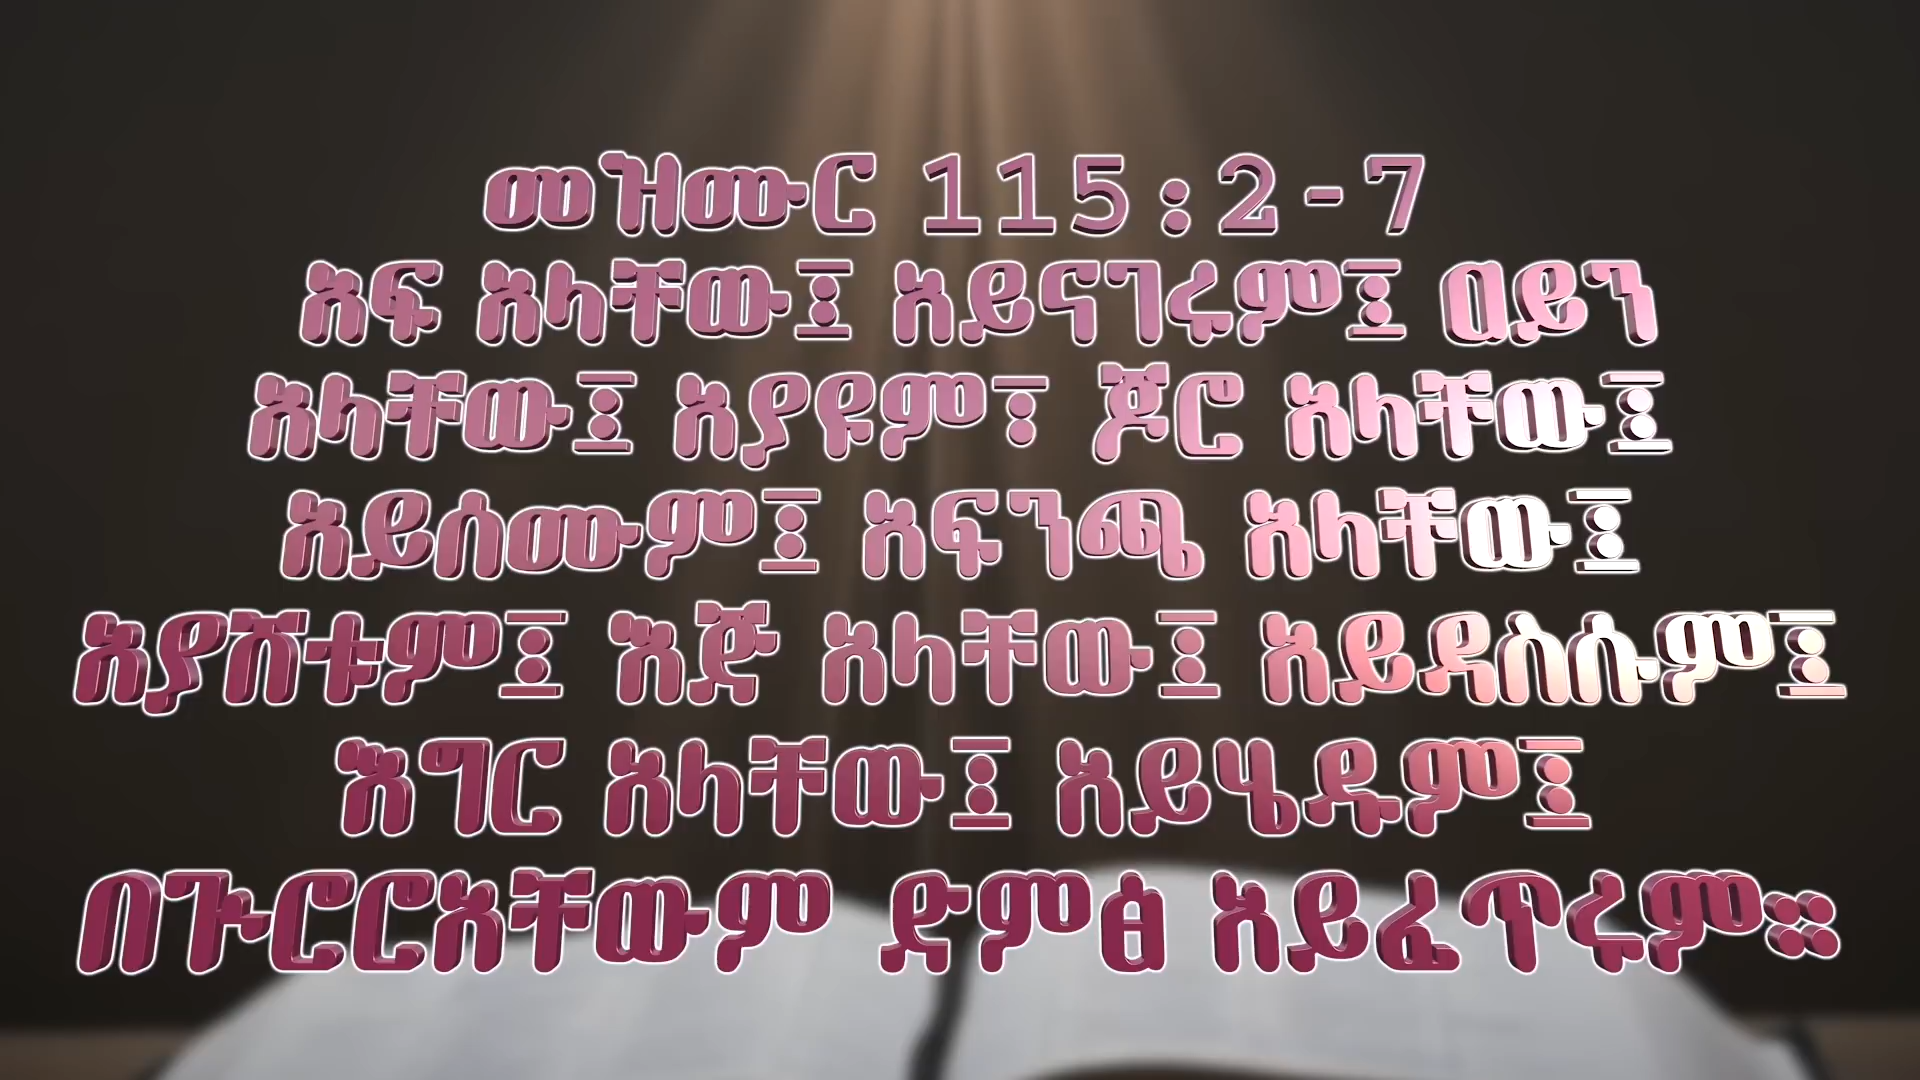 መዝሙር 115፡2-7
አፍ አላቸው፤ አይናገሩም፤ ዐይን
አላቸው፤ አያዩም፣ ጆሮ አላቸው፤
አይሰሙም፤ አፍንጫ አላቸው፤
አያሸቱም፤ እጅ አላቸው፤ አይዳስሱም፤
እግር አላቸው፤ አይሄዱም፤
በጕሮሮአቸውም ድምፅ አይፈጥሩም።